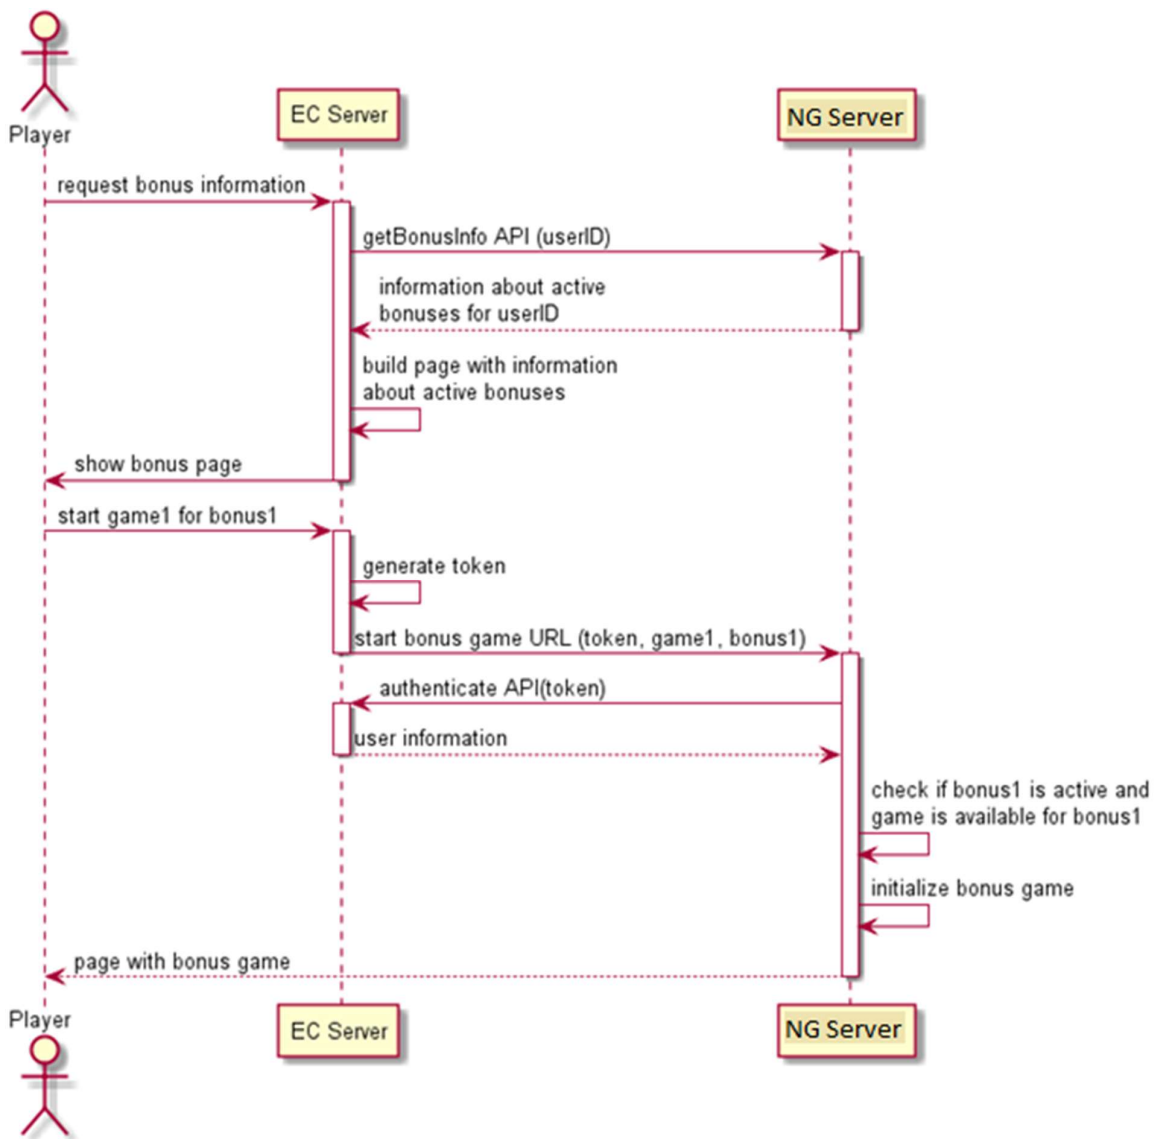 Player
EC Server
NG Server
request bonus information
getBonusInfo API (userID)
information about active
bonuses for userID
build page with information
about active bonuses
show bonus page
start game1 for bonus1
generate token
start bonus game URL (token, game1, bonus1)
authenticate API(token)
user information
check if bonus1 is active and
game is available for bonus1
initialize bonus game
page with bonus game
Player
EC Server
NG Server